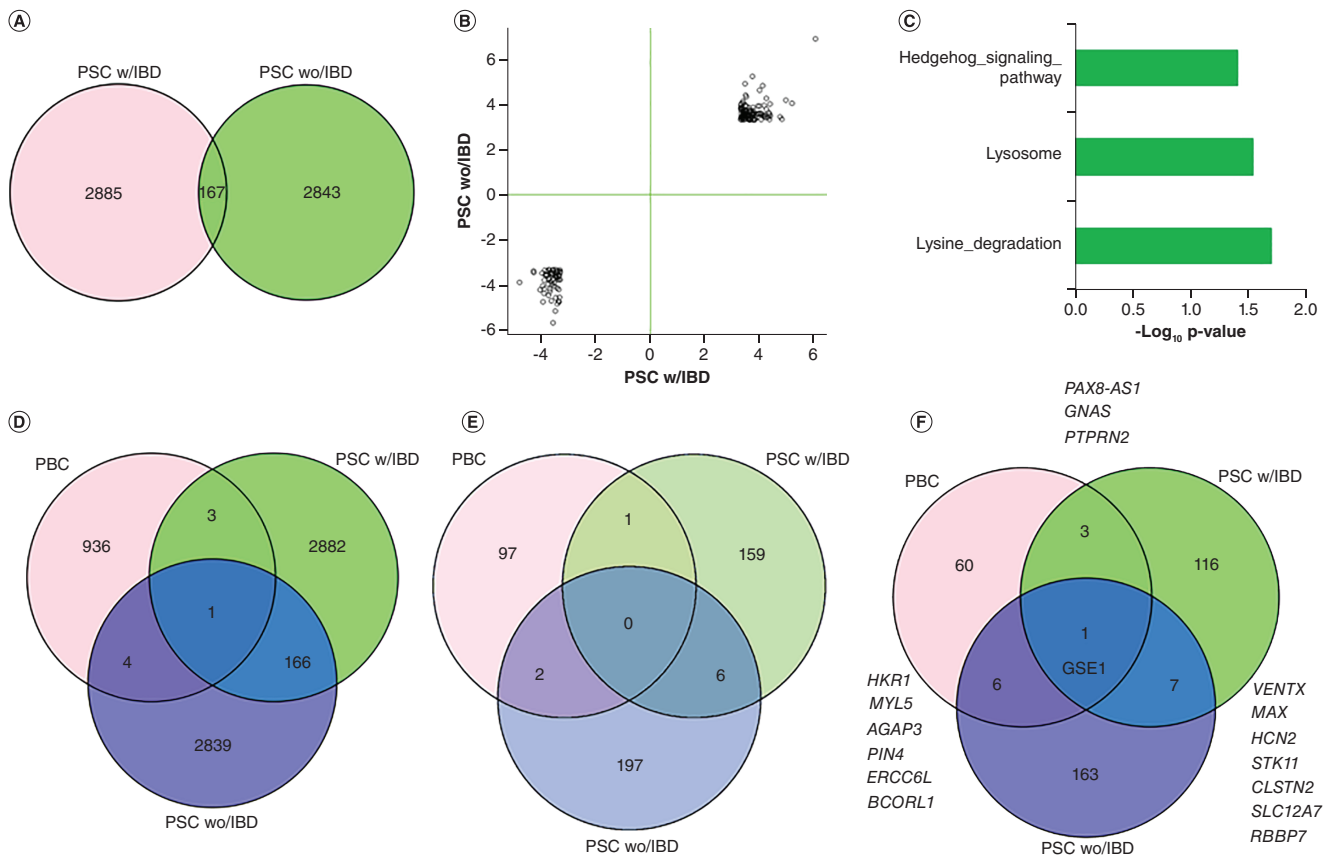 A
PSC w/IBD
PSC wo/IBD
2885
167
2843
B
PSC wo/IBD
6
4
2
0
-2
-4
-6
-4
-2
0
2
4
6
PSC w/IBD
C
Hedgehog_signaling_
pathway
Lysosome
Lysine_degradation
0.0
0.5
1.0
1.5
2.0
-Log10 p-value
D
PBC
PSC w/IBD
3
936
2882
1
4
166
2839
PSC wo/IBD
E
PBC
PSC w/IBD
1
97
159
0
2
6
197
PSC wo/IBD
PAX8-AS1
GNAS
PTPRN2
F
PBC
PSC w/IBD
3
60
116
1
GSE1
6
7
163
HKR1
MYL5
AGAP3
PIN4
ERCC6L
BCORL1
VENTX
MAX
HCN2
STK11
CLSTN2
SLC12A7
RBBP7
PSC wo/IBD